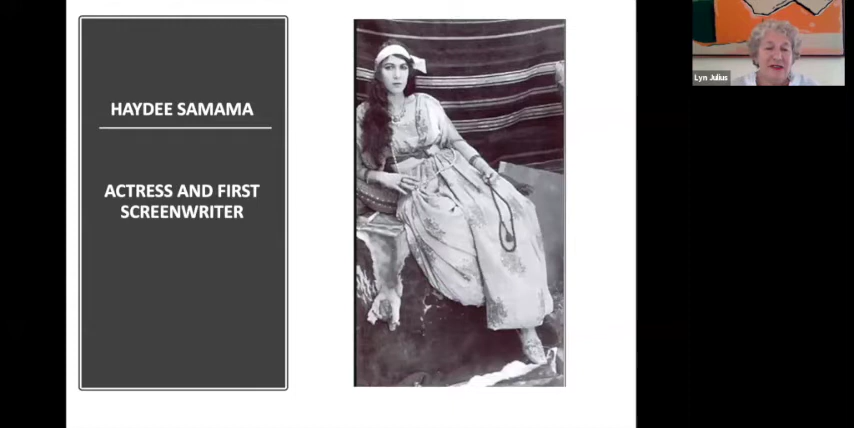 HAYDEE SAMAMA
ACTRESS AND FIRST
SCREENWRITER
Lyn Julius